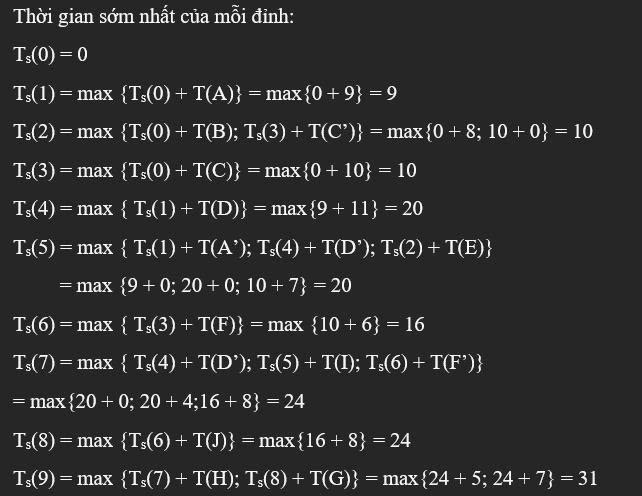 Thời gian sớm nhất của mỗi đỉnh:
Tₛ(0) = 0
Tₛ(1) = max {Tₛ(0) + T(A)} = max{0 + 9} = 9
Tₛ(2) = max {Tₛ(0) + T(B); Tₛ(3) + T(C’)} = max{0 + 8; 10 + 0} = 10
Tₛ(3) = max {Tₛ(0) + T(C)} = max{0 + 10} = 10
Tₛ(4) = max { Tₛ(1) + T(D)} = max{9 + 11} = 20
Tₛ(5) = max { Tₛ(1) + T(A’); Tₛ(4) + T(D’); Tₛ(2) + T(E)}
= max {9 + 0; 20 + 0; 10 + 7} = 20
Tₛ(6) = max { Tₛ(3) + T(F)} = max {10 + 6} = 16
Tₛ(7) = max { Tₛ(4) + T(D’); Tₛ(5) + T(I); Tₛ(6) + T(F’)}
= max{20 + 0; 20 + 4;16 + 8} = 24
Tₛ(8) = max {Tₛ(6) + T(J)} = max{16 + 8} = 24
Tₛ(9) = max {Tₛ(7) + T(H); Tₛ(8) + T(G)} = max{24 + 5; 24 + 7} = 31